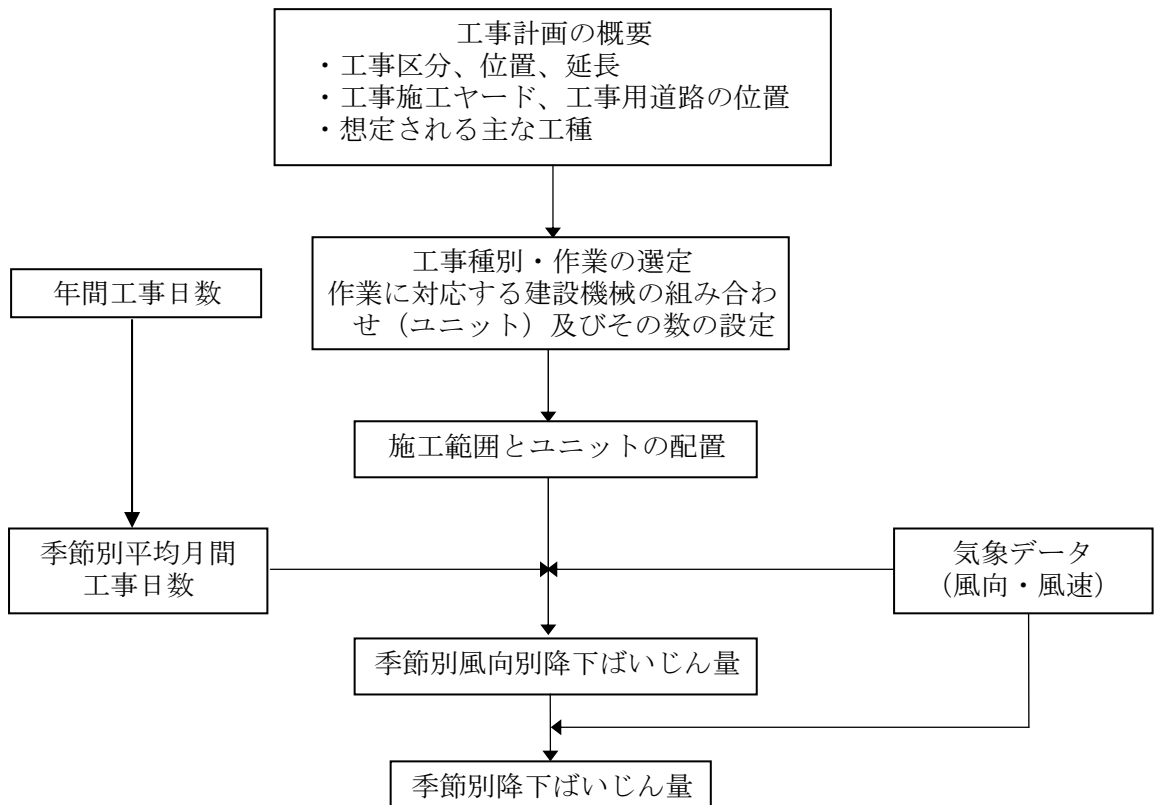 工事計画の概要
・工事区分、位置、延長
・工事施工ヤード、工事用道路の位置
・想定される主な工種
工事種別・作業の選定
作業に対応する建設機械の組み合わ
せ（ユニット）及びその数の設定
年間工事日数
施工範囲とユニットの配置
季節別平均月間
工事日数
気象データ
（風向・風速）
季節別風向別降下ばいじん量
季節別降下ばいじん量